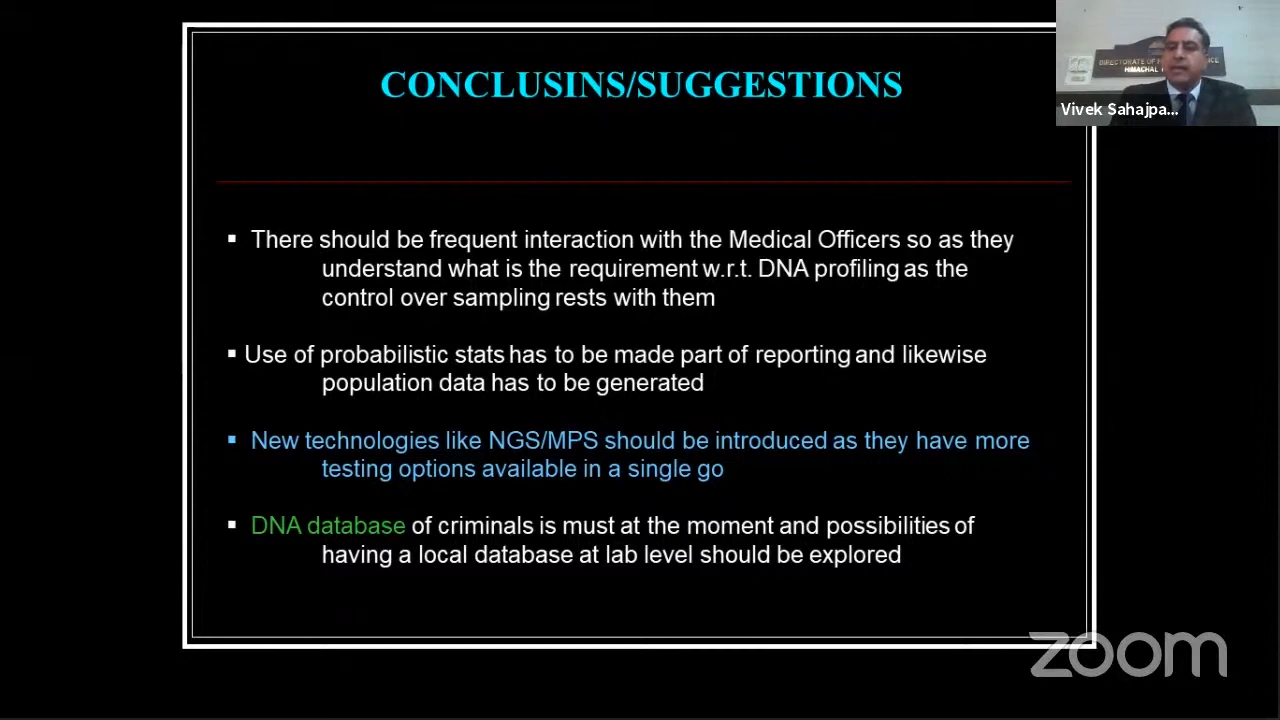 CONCLUSINS/SUGGESTIONS
DIRECTORATE OF
HIMACHAL
Vivek Sahajpa...
▪ There should be frequent interaction with the Medical Officers so as they
understand what is the requirement w.r.t. DNA profiling as the
control over sampling rests with them
▪ Use of probabilistic stats has to be made part of reporting and likewise
population data has to be generated
▪ New technologies like NGS/MPS should be introduced as they have more
testing options available in a single go
▪ DNA database of criminals is must at the moment and possibilities of
having a local database at lab level should be explored
zoom